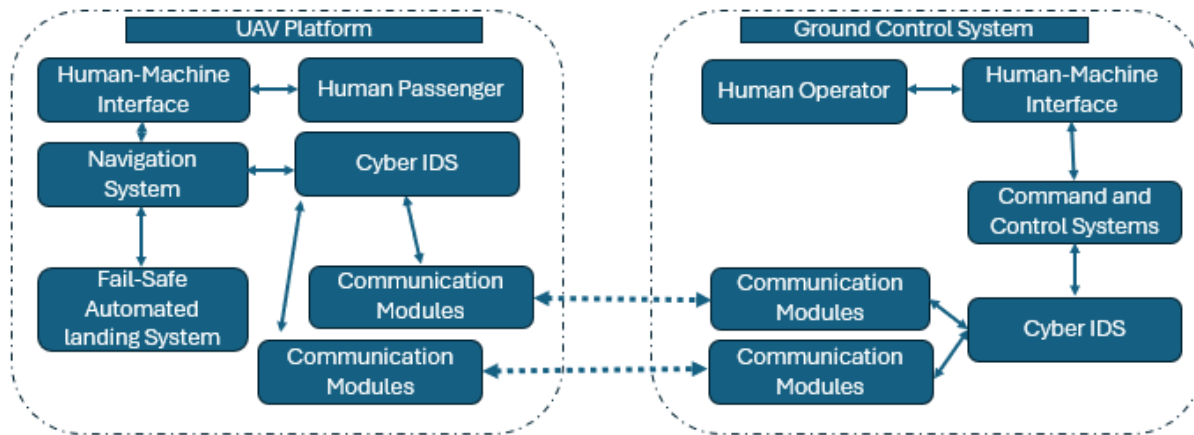 UAV Platform
Human-Machine
Interface
Human Passenger
Navigation
System
Cyber IDS
Fail-Safe
Automated
landing System
Communication
Modules
Communication
Modules
Ground Control System
Human Operator
Human-Machine
Interface
Command and
Control Systems
Communication
Modules
Cyber IDS
Communication
Modules